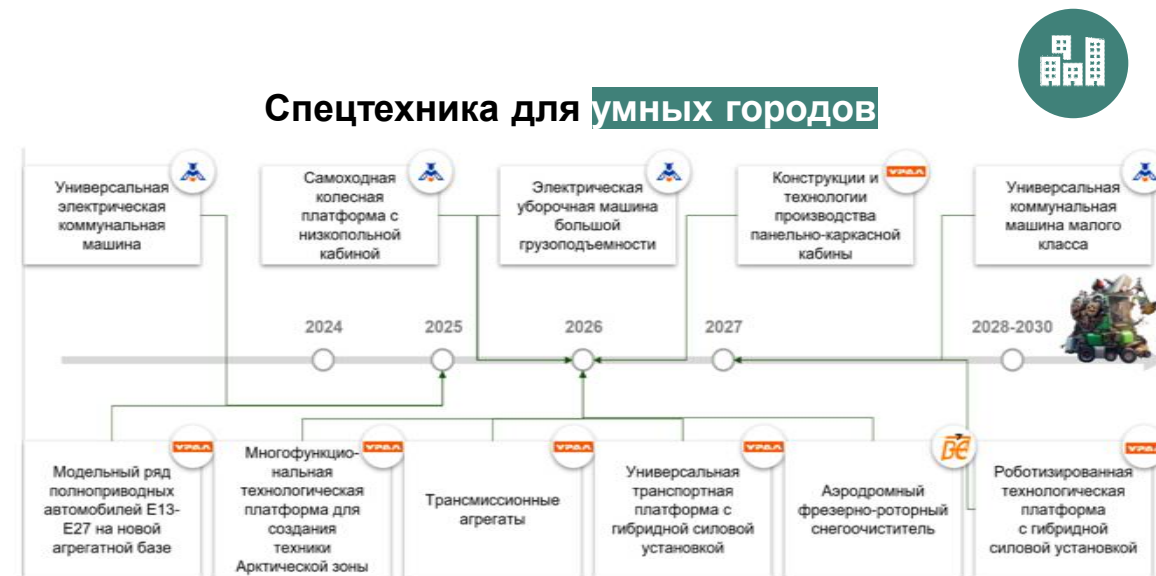 Спецтехника для умных городов
Универсальная
электрическая
коммунальная
машина
Самоходная
колесная
платформа с
низкопольной
кабиной
Электрическая
уборочная машина
большой
грузоподъемности
УРАЛ
Конструкции и
технологии
производства
панельно-каркасной
кабины
Универсальная
коммунальная
машина малого
класса
2024
2025
2026
2027
2028-2030
УРАЛ
Модельный ряд
полноприводных
автомобилей Е13-
Е27 на новой
агрегатной базе
УРАЛ
Многофункцио-
нальная
технологическая
платформа для
создания
техники
Арктической зоны
УРАЛ
Трансмиссионные
агрегаты
УРАЛ
Универсальная
транспортная
платформа с
гибридной силовой
установкой
Аэродромный
фрезерно-роторный
снегоочиститель
УРАЛ
Роботизированная
технологическая
платформа
с гибридной
силовой установкой